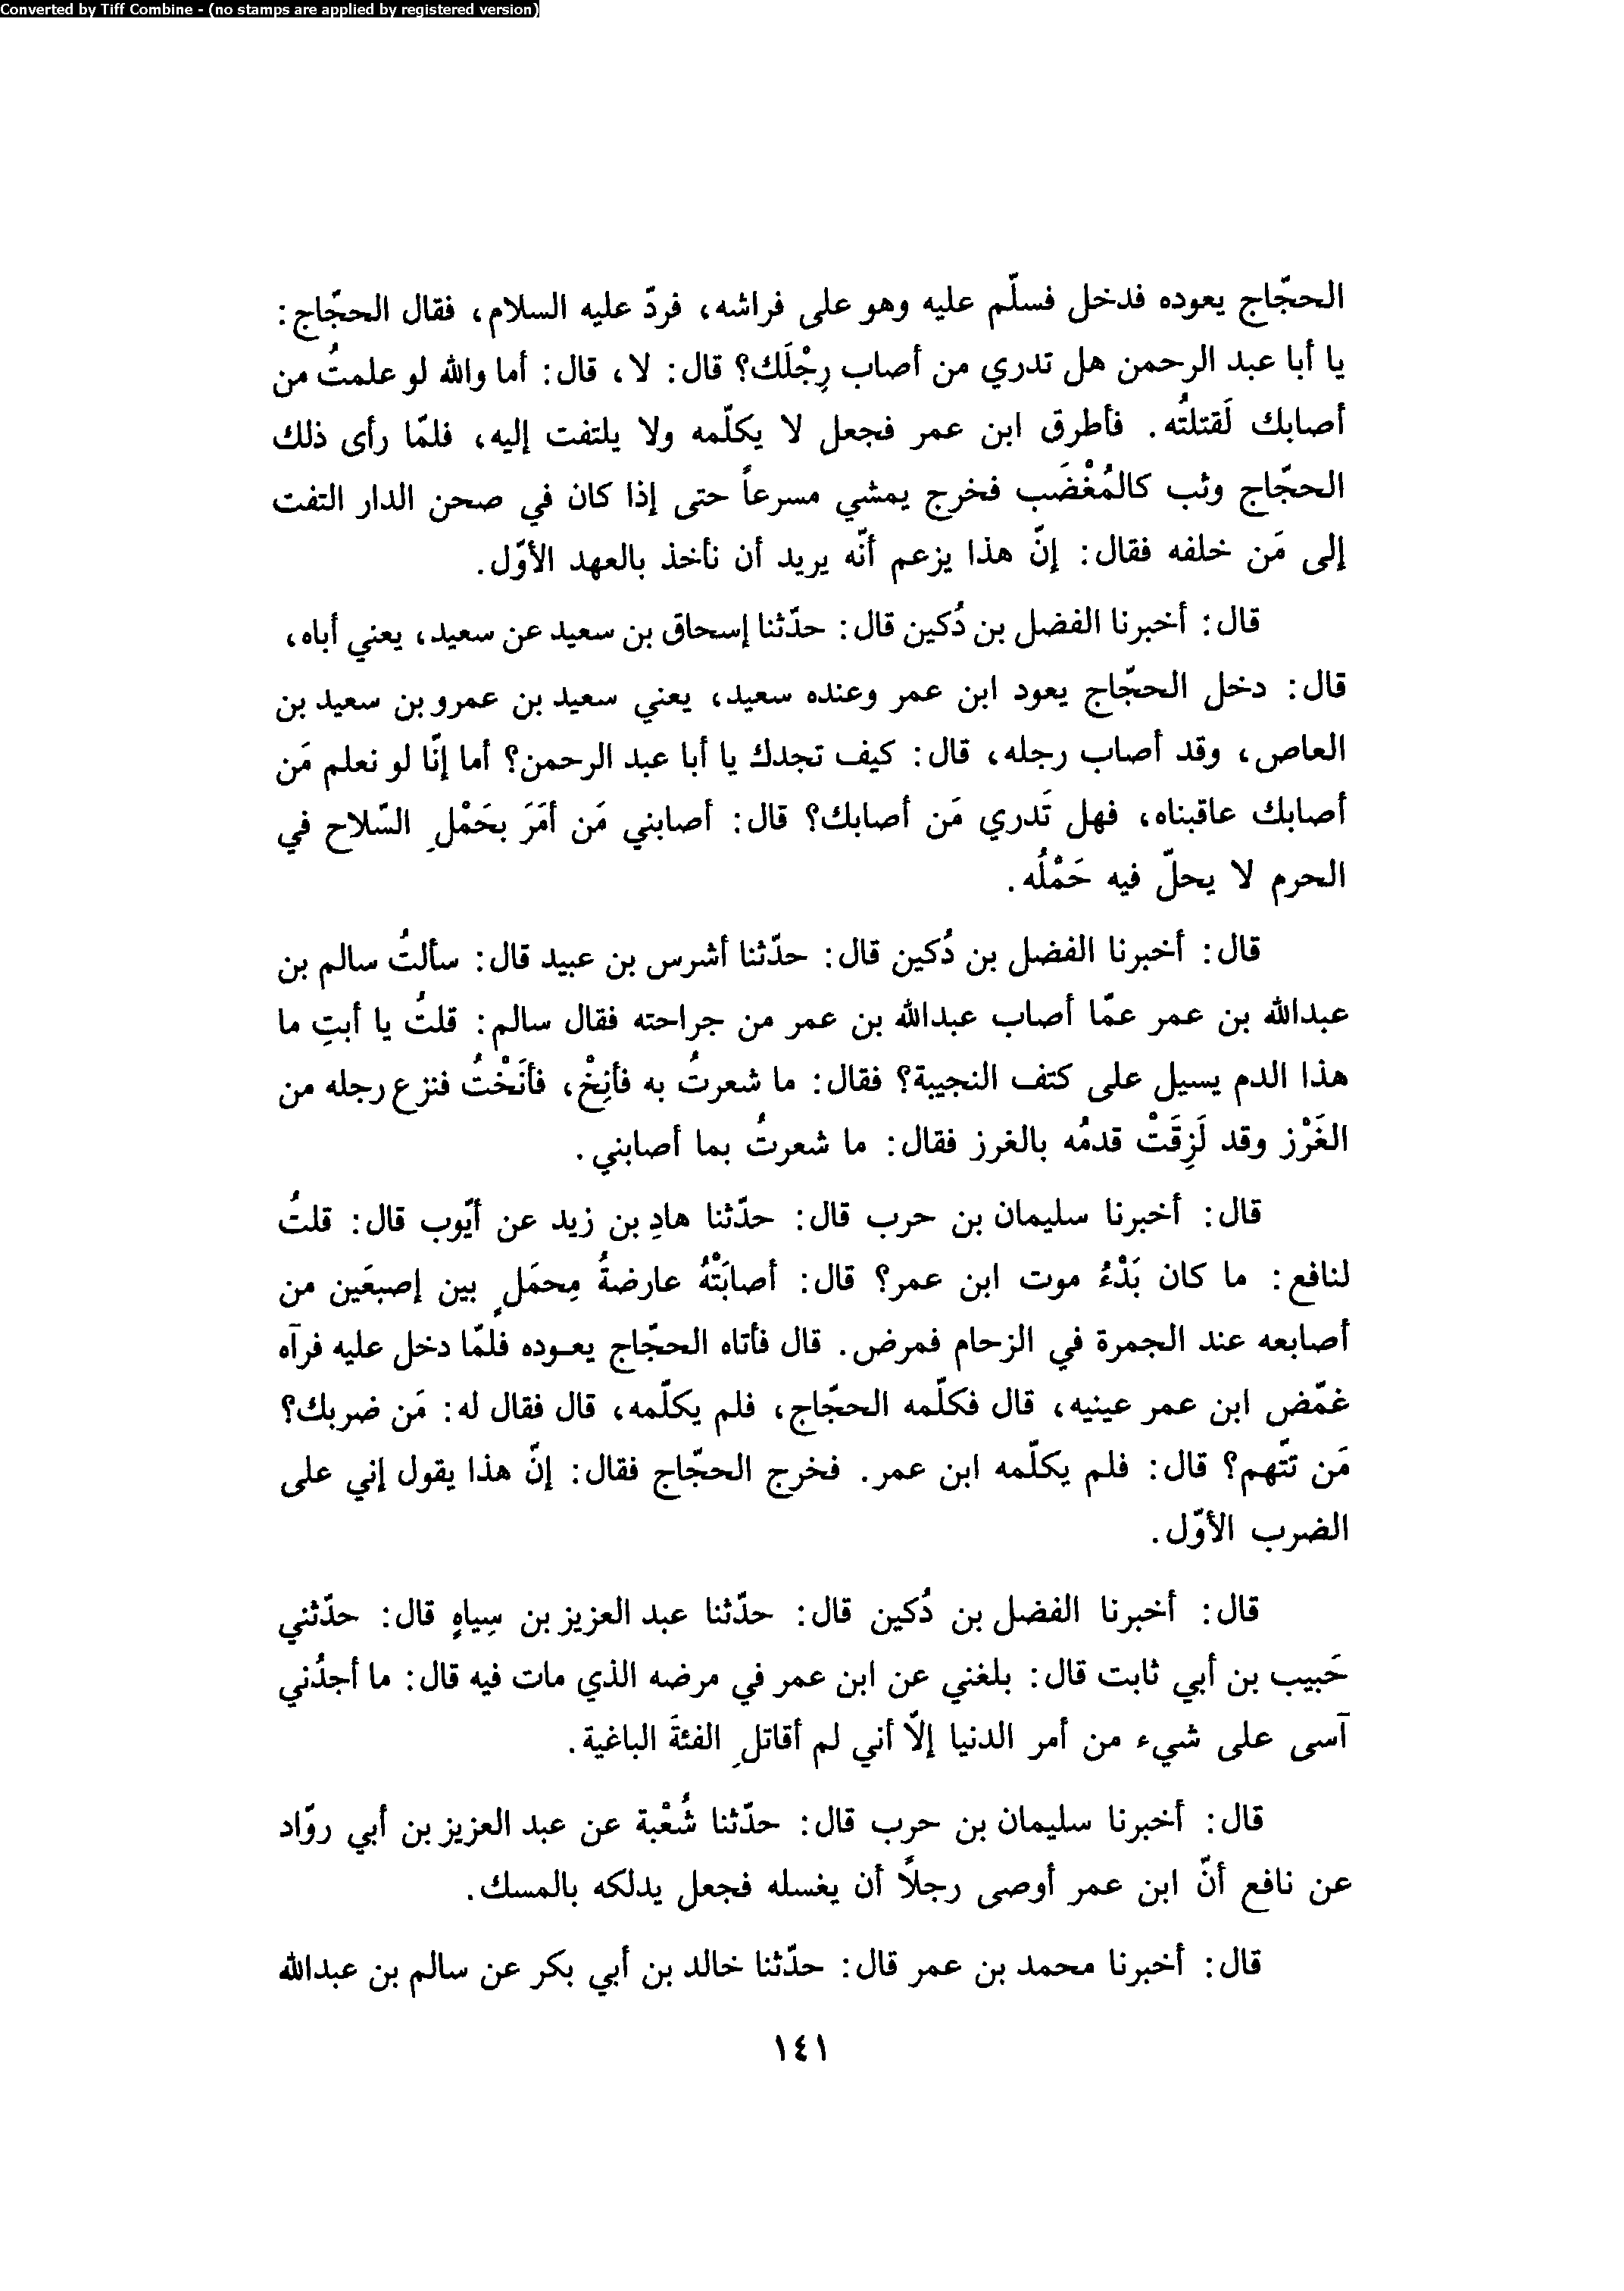 Converted by Tiff Combine - (no stamps are applied by registered version)
الحجّاج يعوده فدخل فسلّم عليه وهو على فراشه، فردّ عليه السلام، فقال الحجّاج:
يا أبا عبد الرحمن هل تدري من أصاب رِجْلَك؟ قال: لا، قال: أما والله لو علمتُ من
أصابك لَقتلتُه. فأطرق ابن عمر فجعل لا يكلّمه ولا يلتفت إليه، فلمّا رأى ذلك
الحجّاج وثب كالمُغْضَب فخرج يمشي مسرعاً حتى إذا كان في صحن الدار التفت
إلى مَن خلفه فقال: إنّ هذا يزعم أنّه يريد أن نأخذ بالعهد الأوّل.
قال: أخبرنا الفضل بن دُكين قال: حدّثنا إسحاق بن سعيد عن سعيد، يعني أباه،
قال: دخل الحجّاج يعود ابن عمر وعنده سعيد، يعني سعيد بن عمرو بن سعيد بن
العاص، وقد أصاب رجله، قال: كيف تجدك يا أبا عبد الرحمن؟ أما إنّا لو نعلم مَن
أصابك عاقبناه، فهل تَدري مَن أصابك؟ قال: أصابني مَن أمَرَ بحَمْلِ السّلاح في
الحرم لا يحلّ فيه حَمْلُه.
قال: أخبرنا الفضل بن دُكين قال: حدّثنا أشرس بن عبيد قال: سألتُ سالم بن
عبدالله بن عمر عمّا أصاب عبدالله بن عمر من جراحته فقال سالم: قلتُ يا أبتِ ما
هذا الدم يسيل على كتف النجيبة؟ فقال: ما شعرتُ به فأنِخْ، فأنَخْتُ فنزع رجله من
الغَرْز وقد لَزِقَتْ قدمُه بالغرز فقال: ما شعرتُ بما أصابني.
قال: أخبرنا سليمان بن حرب قال: حدّثنا هادِ بن زيد عن أيّوب قال: قلتُ
لنافع: ما كان بَدْءُ موت ابن عمر؟ قال: أصابَتْهُ عارضةُ مِحمَلٍ بين إصبعَين من
أصابعه عند الجمرة في الزحام فمرض. قال فأتاه الحجّاج يعوده فلمّا دخل عليه فرآه
غمّض ابن عمر عينيه، قال فكلّمه الحجّاج، فلم يكلّمه، قال فقال له: مَن ضربك؟
مَن تتّهم؟ قال: فلم يكلّمه ابن عمر. فخرج الحجّاج فقال: إنّ هذا يقول إني على
الضرب الأوّل.
قال: أخبرنا الفضل بن دُكين قال: حدّثنا عبد العزيز بن سِياهٍ قال: حدّثني
حَبيب بن أبي ثابت قال: بلغني عن ابن عمر في مرضه الذي مات فيه قال: ما أجدُني
آسى على شيء من أمر الدنيا إلاّ أني لم أقاتلِ الفئةَ الباغية.
قال: أخبرنا سليمان بن حرب قال: حدّثنا شُعْبة عن عبد العزيز بن أبي روّاد
عن نافع أنّ ابن عمر أوصى رجلاً أن يغسله فجعل يدلكه بالمسك.
قال: أخبرنا محمد بن عمر قال: حدّثنا خالد بن أبي بكر عن سالم بن عبدالله
١٤١